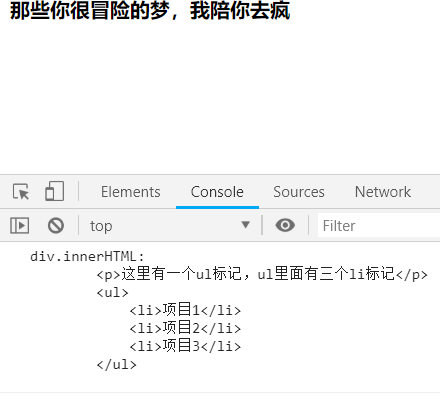 那些你很冒险的梦，我陪你去疯
Elements Console Sources Network
top Filter
div.innerHTML:
<p>这里有一个ul标记，ul里面有三个li标记</p>
<ul>
<li>项目1</li>
<li>项目2</li>
<li>项目3</li>
</ul>